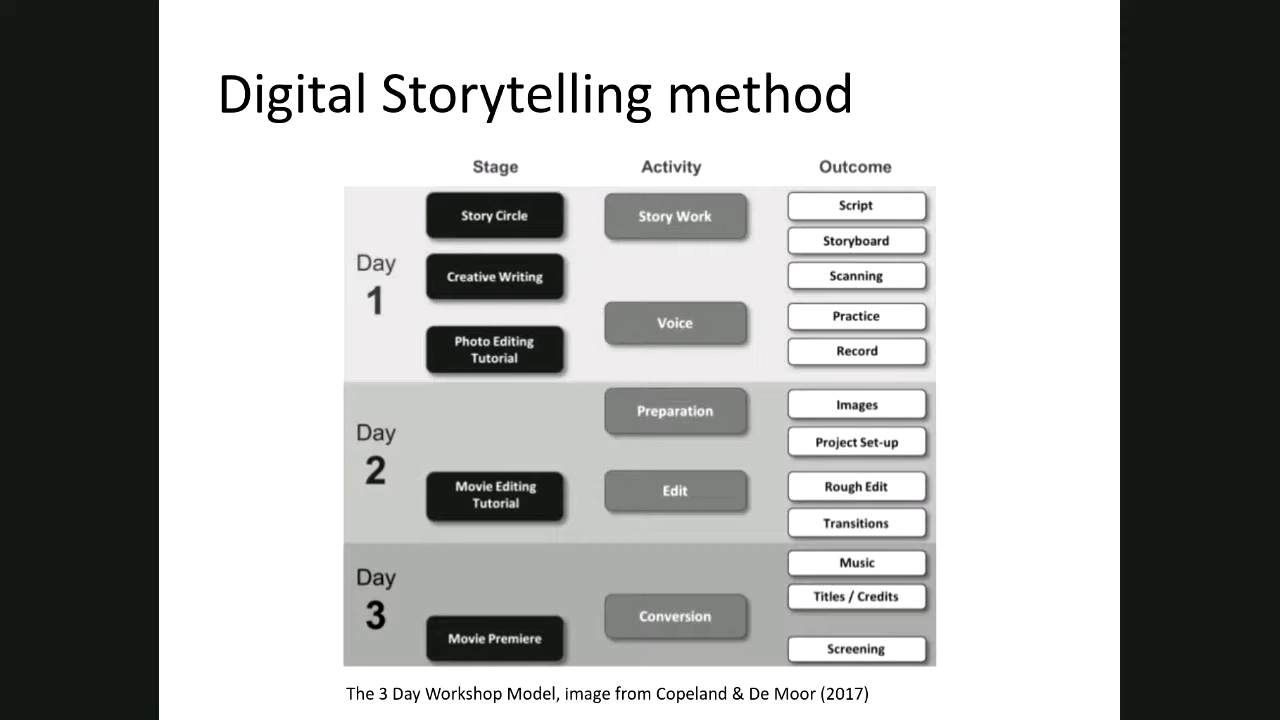 Digital Storytelling method
Stage Activity Outcome
Day
1
Story Circle
Creative Writing
Photo Editing
Tutorial
Story Work
Voice
Script
Storyboard
Scanning
Practice
Record
Day
2
Movie Editing
Tutorial
Preparation
Edit
Images
Project Set-up
Rough Edit
Transitions
Day
3
Movie Premiere
Conversion
Music
Titles / Credits
Screening
The 3 Day Workshop Model, image from Copeland & De Moor (2017)